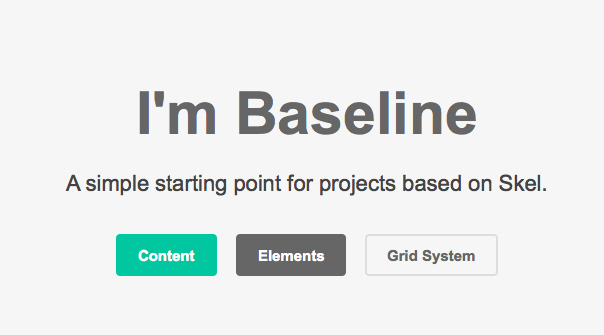 I'm Baseline
A simple starting point for projects based on Skel.
Content Elements Grid System